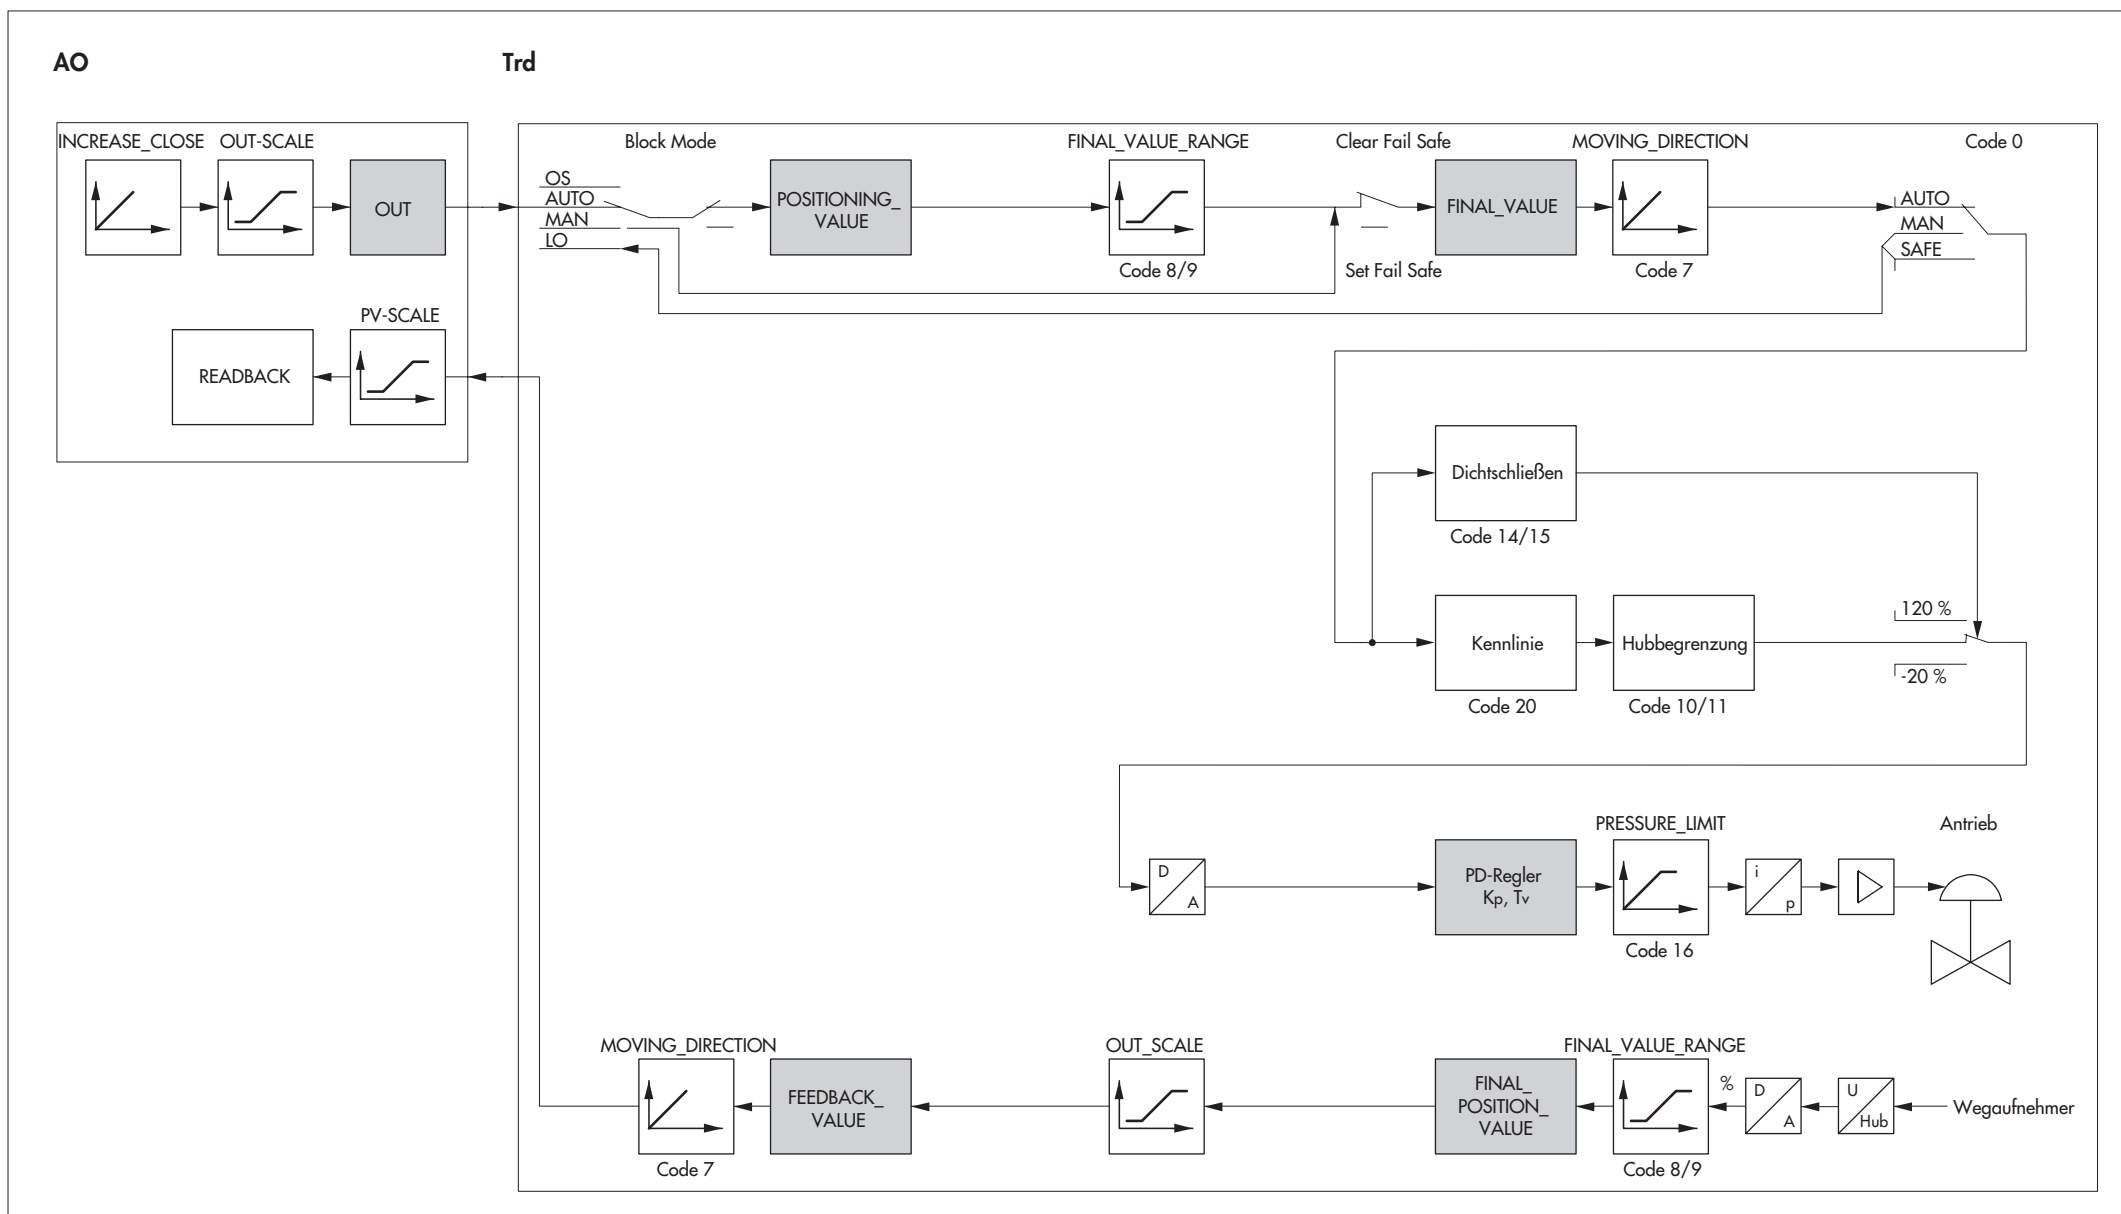 AO
Trd
INCREASE_CLOSE
OUT-SCALE
OUT
PV-SCALE
READBACK
Block Mode
OS
AUTO
MAN
LO
POSITIONING_
VALUE
FINAL_VALUE_RANGE
Code 8/9
Clear Fail Safe
Set Fail Safe
FINAL_VALUE
MOVING_DIRECTION
Code 7
Code 0
AUTO
MAN
SAFE
Dichtschließen
Code 14/15
Kennlinie
Code 20
Hubbegrenzung
Code 10/11
120 %
-20 %
D
A
PD-Regler
Kp, Tv
PRESSURE_LIMIT
Code 16
i
p
Antrieb
MOVING_DIRECTION
Code 7
FEEDBACK_
VALUE
OUT_SCALE
FINAL_
POSITION_
VALUE
FINAL_VALUE_RANGE
Code 8/9
%
D
A
U
Hub
Wegaufnehmer